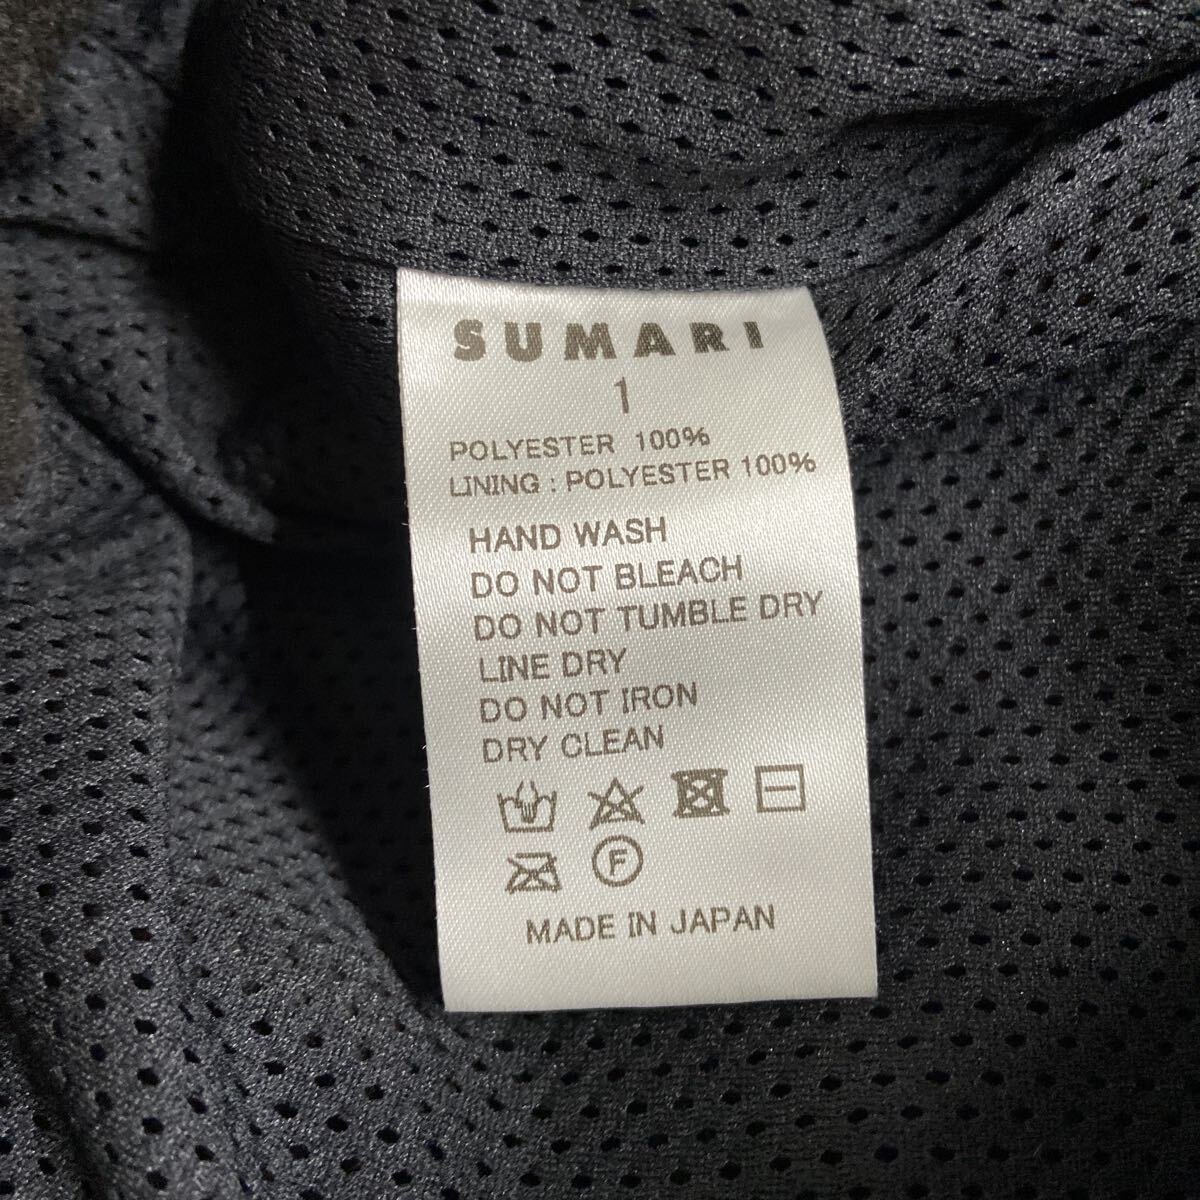 SUMARI
1
POLYESTER 100%
LINING : POLYESTER 100%
HAND WASH
DO NOT BLEACH
DO NOT TUMBLE DRY
LINE DRY
DO NOT IRON
DRY CLEAN
F
MADE IN JAPAN